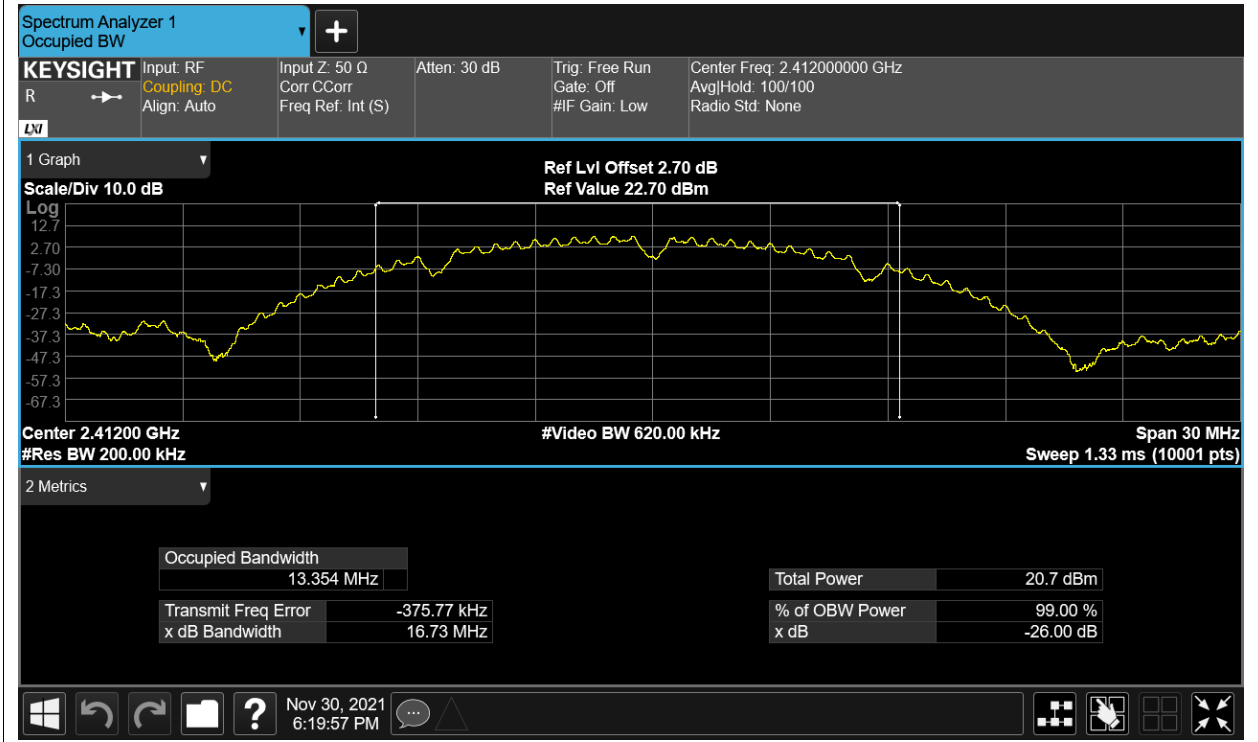 Spectrum Analyzer 1
Occupied BW
+
KEYSIGHT Input: RF Input Z: 50 Ω Atten: 30 dB Trig: Free Run Center Freq: 2.412000000 GHz
R Coupling: DC Corr CCorr Gate: Off Avg|Hold: 100/100
Align: Auto Freq Ref: Int (S) #IF Gain: Low Radio Std: None
LXI
1 Graph
Ref Lvl Offset 2.70 dB
Scale/Div 10.0 dB Ref Value 22.70 dBm
Log
12.7
2.70
-7.30
-17.3
-27.3
-37.3
-47.3
-57.3
-67.3
Center 2.41200 GHz #Video BW 620.00 kHz Span 30 MHz
#Res BW 200.00 kHz Sweep 1.33 ms (10001 pts)
2 Metrics
Occupied Bandwidth
13.354 MHz Total Power 20.7 dBm
Transmit Freq Error -375.77 kHz % of OBW Power 99.00 %
x dB Bandwidth 16.73 MHz x dB -26.00 dB
? Nov 30, 2021
6:19:57 PM